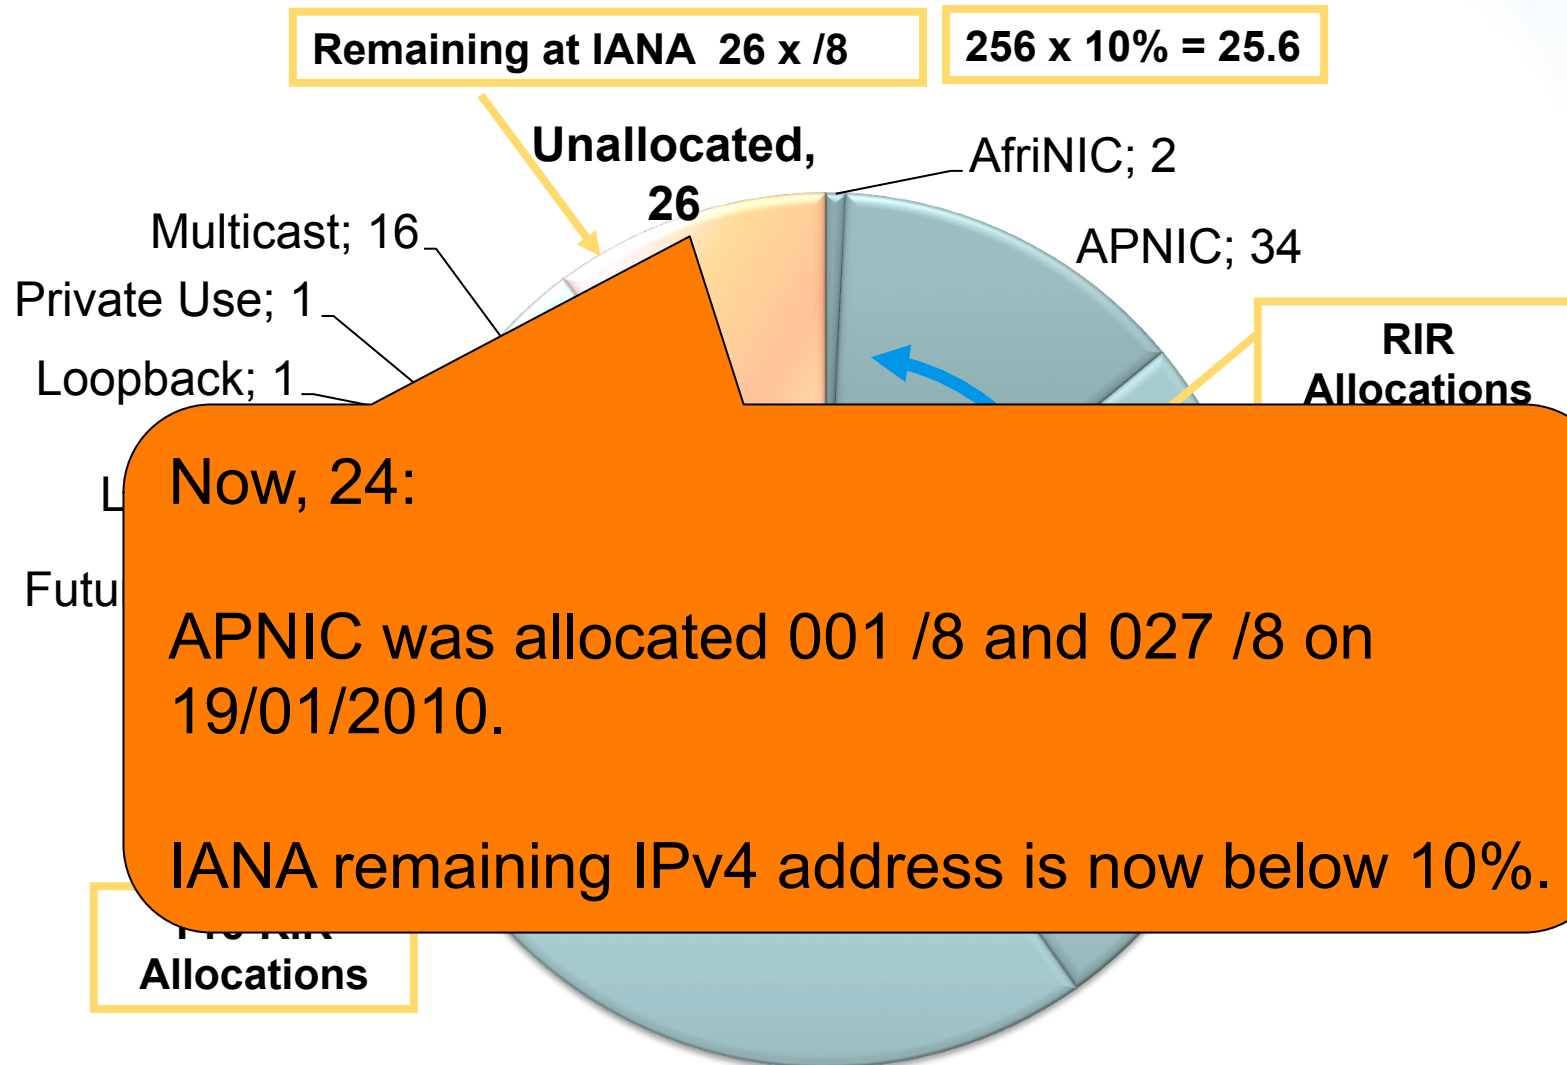 Remaining at IANA 26 x /8
256 x 10% = 25.6
Unallocated,
26
AfriNIC; 2
Multicast; 16
APNIC; 34
Private Use; 1
Loopback; 1
RIR
Allocations
Now, 24:
APNIC was allocated 001 /8 and 027 /8 on
19/01/2010.
IANA remaining IPv4 address is now below 10%.
Allocations